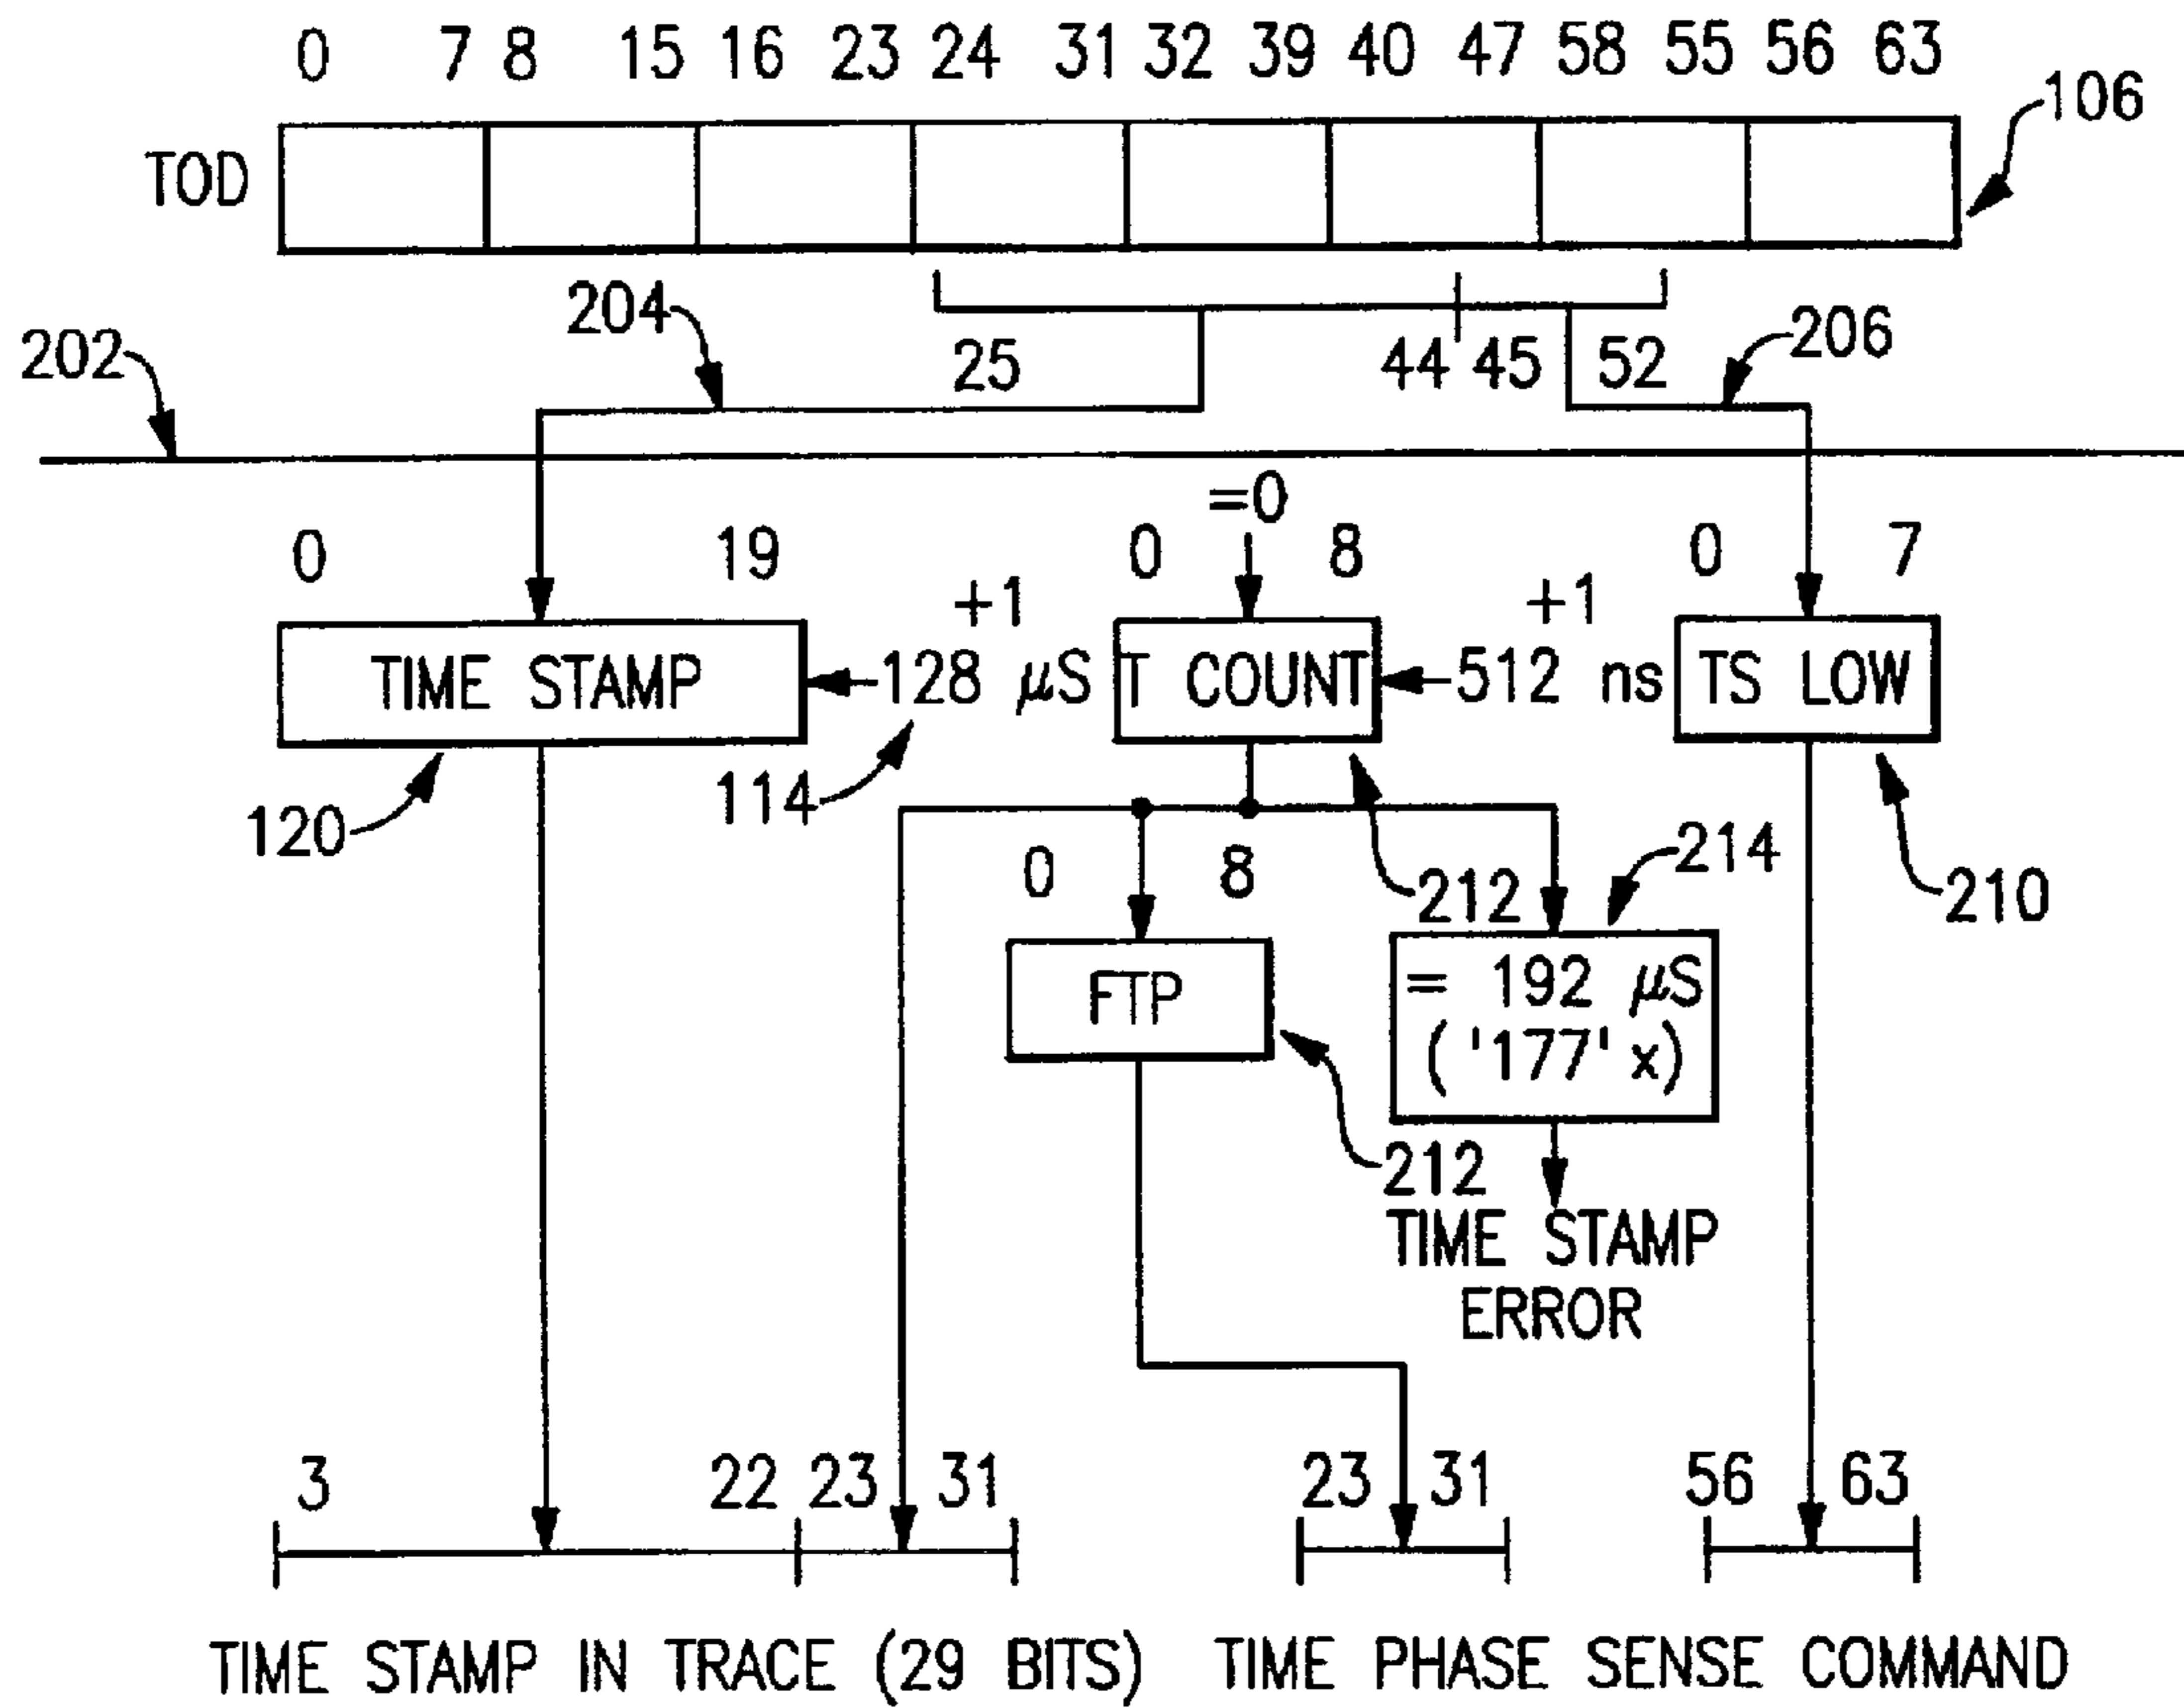 0 7 8 15 16 23 24 31 32 39 40 47 58 55 56 63
106
TOD
204
202
25
44 45 52
206
=0
0 19 0 8 0 7
+1 +1
TIME STAMP 128 μS T COUNT 512 ns TS LOW
114
120
0 8
212
214
210
FTP
= 192 μS
('177'x)
212
TIME STAMP
ERROR
3 22 23 31 23 31 56 63
TIME STAMP IN TRACE (29 BITS) TIME PHASE SENSE COMMAND